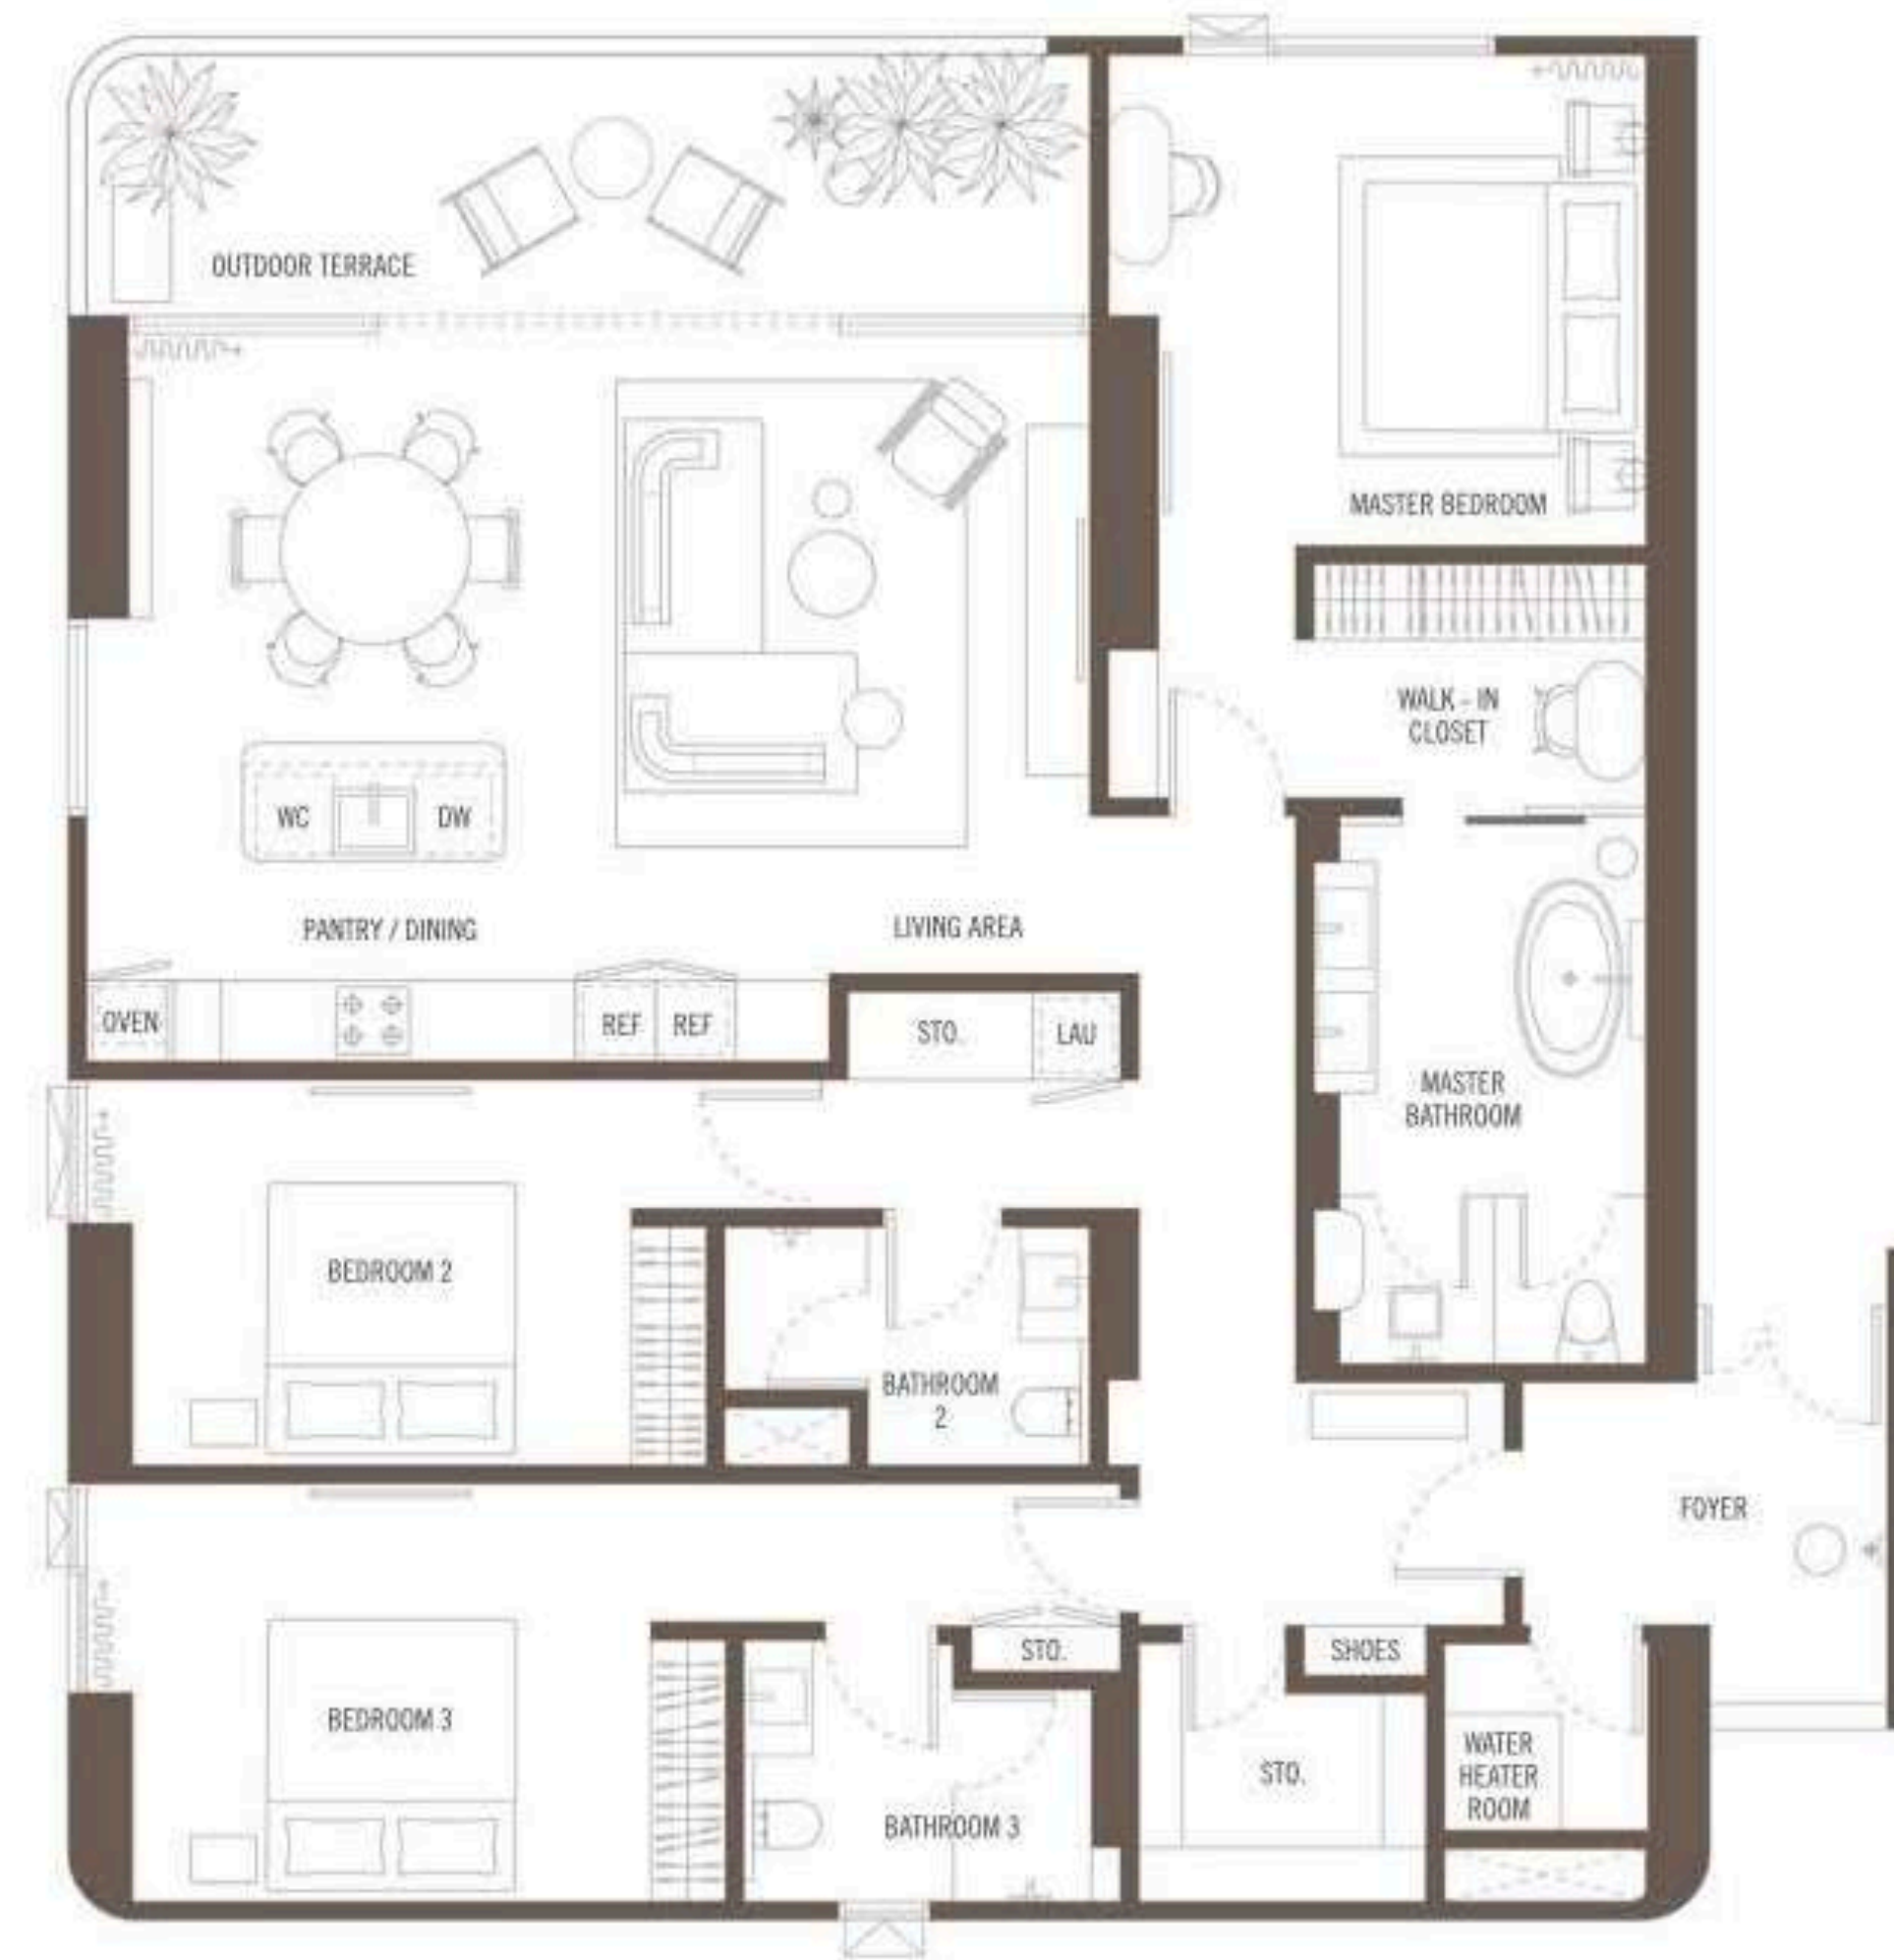 OUTDOOR TERRACE
MASTER BEDROOM
WALK - IN
CLOSET
WC
DW
PANTRY / DINING
LIVING AREA
OVEN
REF
REF
STO.
LAU
MASTER
BATHROOM
BEDROOM 2
BATHROOM
2
FOYER
STO.
SHOES
BEDROOM 3
WATER
HEATER
ROOM
STO.
BATHROOM 3